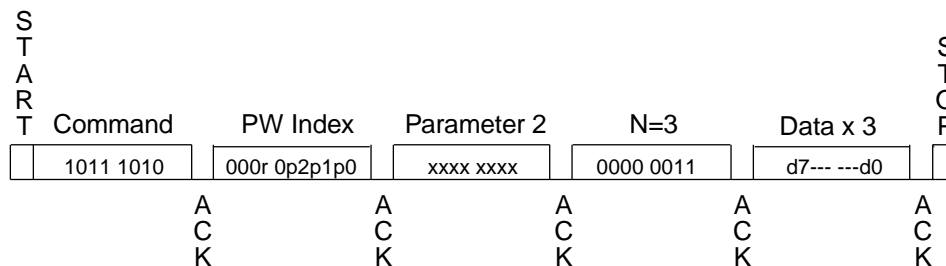 START
Command
PW Index
Parameter 2
N=3
Data x 3
STOP
1011 1010
000r 0p2p1p0
xxxx xxxx
0000 0011
d7--- ---d0
ACK
ACK
ACK
ACK
ACK